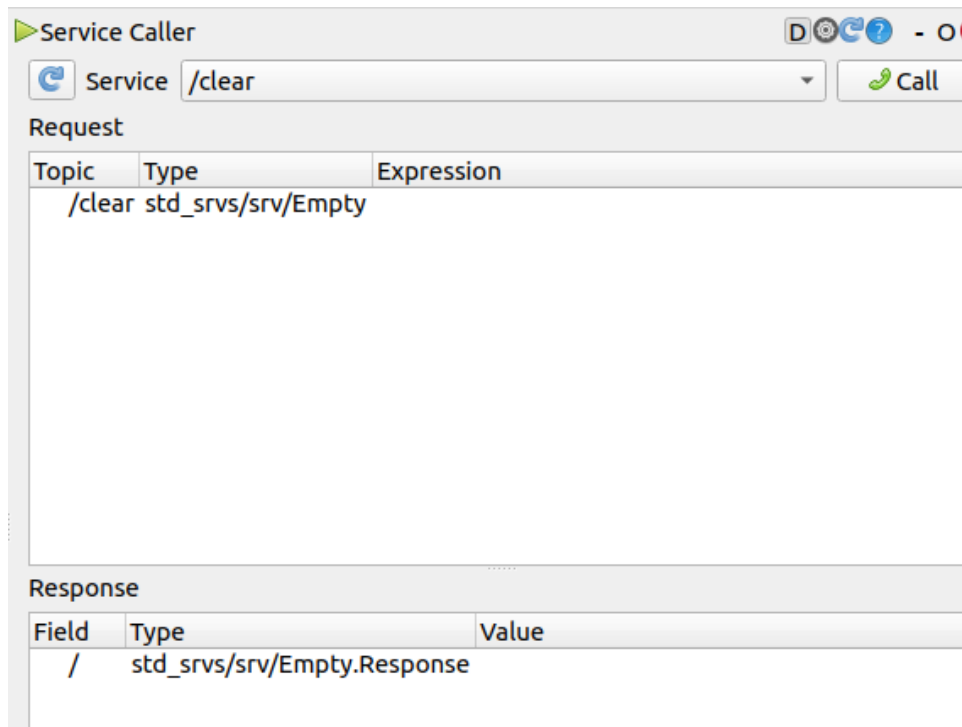 Service Caller D ? - O
Service /clear Call
Request
Topic Type Expression
/clear std_srvs/srv/Empty
Response
Field Type Value
/ std_srvs/srv/Empty.Response